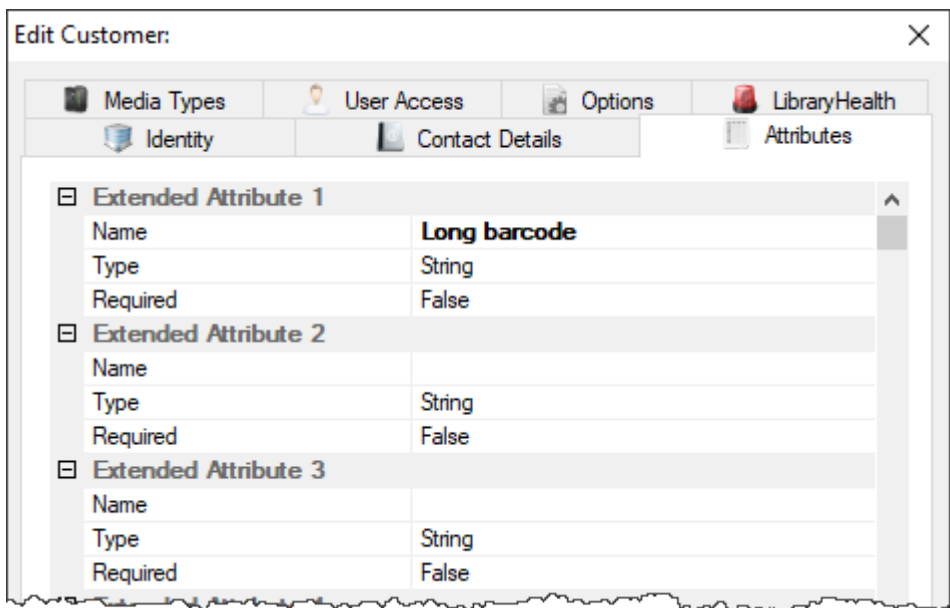 Edit Customer:
Media Types User Access Options LibraryHealth
Identity Contact Details Attributes
Extended Attribute 1
Name Long barcode
Type String
Required False
Extended Attribute 2
Name
Type String
Required False
Extended Attribute 3
Name
Type String
Required False